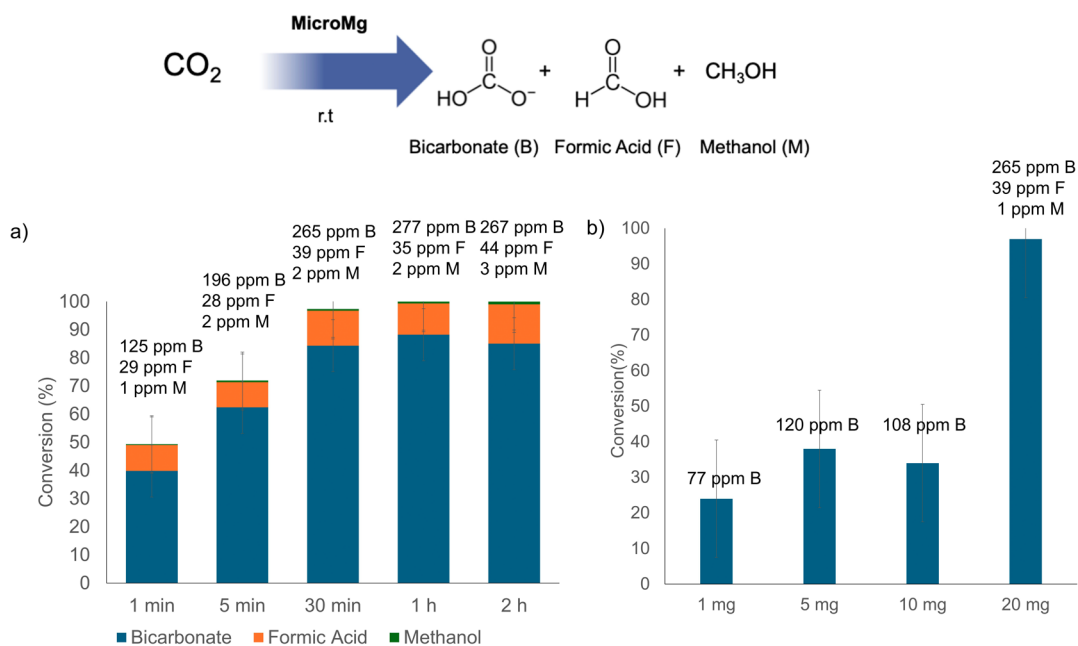 MicroMg
CO2
r.t
O
C
HO
O−
+
O
C
H
OH
+
CH3OH
Bicarbonate (B)
Formic Acid (F)
Methanol (M)
a)
125 ppm B
29 ppm F
1 ppm M
196 ppm B
28 ppm F
2 ppm M
265 ppm B
39 ppm F
2 ppm M
277 ppm B
35 ppm F
2 ppm M
267 ppm B
44 ppm F
3 ppm M
Conversion (%)
100
90
80
70
60
50
40
30
20
10
0
1 min
5 min
30 min
1 h
2 h
Bicarbonate
Formic Acid
Methanol
b)
77 ppm B
120 ppm B
108 ppm B
265 ppm B
39 ppm F
1 ppm M
Conversion(%)
100
90
80
70
60
50
40
30
20
10
0
1 mg
5 mg
10 mg
20 mg